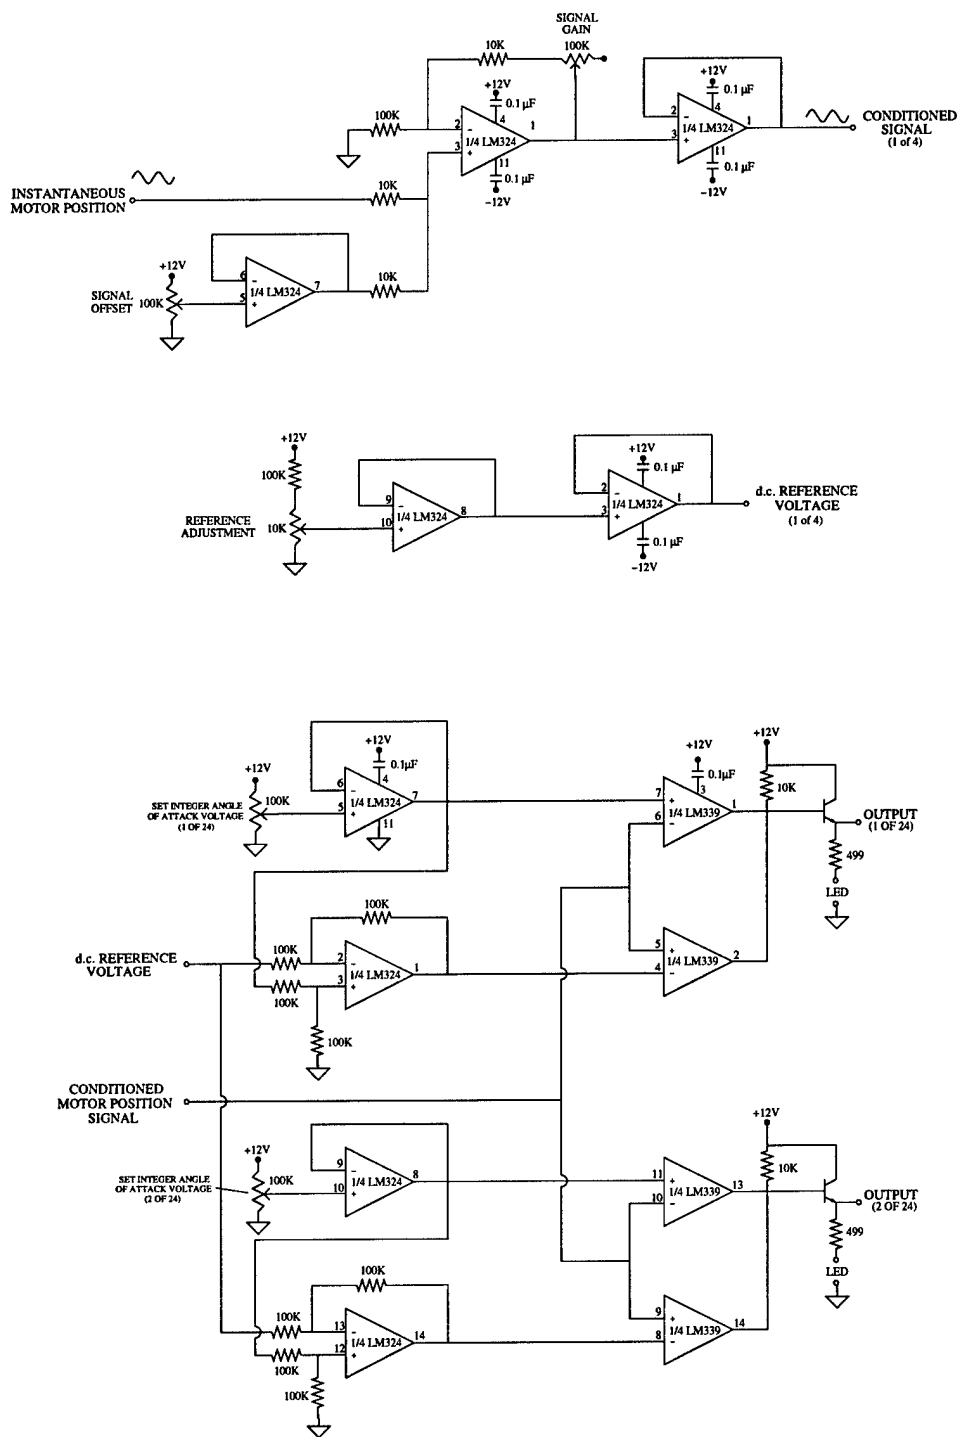 SIGNAL
GAIN
10K
100K
+12V
0.1 µF
4
100K
2
−
1/4 LM324
1
3
+
11
0.1 µF
−12V
+12V
0.1 µF
4
2
−
1/4 LM324
1
3
+
11
0.1 µF
−12V
CONDITIONED
SIGNAL
(1 of 4)
INSTANTANEOUS
MOTOR POSITION
10K
+12V
SIGNAL
OFFSET
100K
6
−
1/4 LM324
7
5
+
10K
+12V
100K
REFERENCE
ADJUSTMENT
10K
9
−
1/4 LM324
8
10
+
+12V
0.1 µF
2
−
1/4 LM324
1
3
+
0.1 µF
−12V
d.c. REFERENCE
VOLTAGE
(1 of 4)
+12V
SET INTEGER ANGLE
OF ATTACK VOLTAGE
(1 OF 24)
100K
+12V
0.1µF
4
6
−
1/4 LM324
7
5
+
11
+12V
0.1µF
3
7
+
1/4 LM339
1
6
−
+12V
10K
OUTPUT
(1 OF 24)
499
LED
d.c. REFERENCE
VOLTAGE
100K
100K
2
−
1/4 LM324
1
3
+
100K
100K
5
+
1/4 LM339
2
4
−
CONDITIONED
MOTOR POSITION
SIGNAL
+12V
SET INTEGER ANGLE
OF ATTACK VOLTAGE
(2 OF 24)
100K
9
−
1/4 LM324
8
10
+
11
+
1/4 LM339
13
10
−
+12V
10K
OUTPUT
(2 OF 24)
499
LED
100K
100K
13
−
1/4 LM324
14
12
+
100K
100K
9
+
1/4 LM339
14
8
−